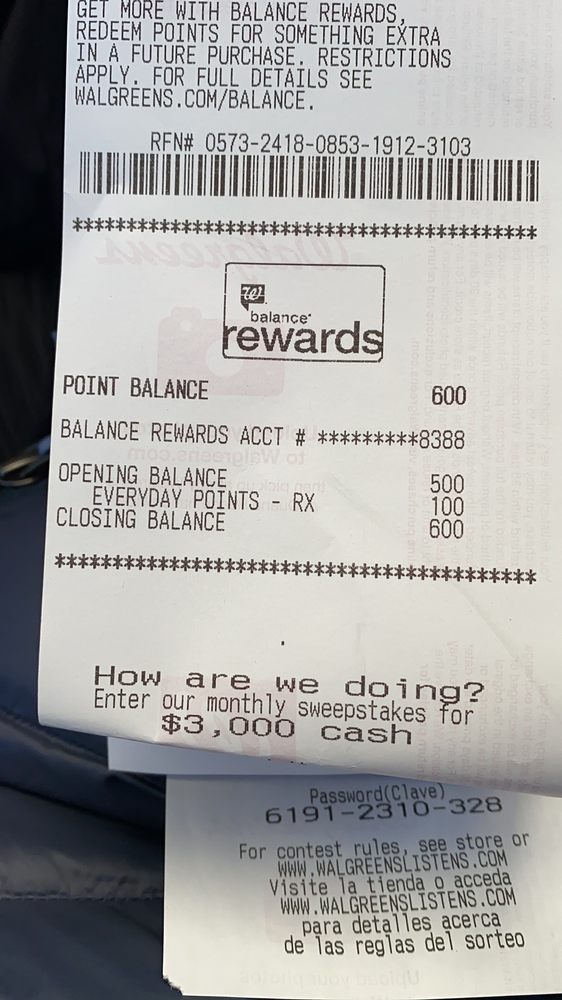 GET MORE WITH BALANCE REWARDS,
REDEEM POINTS FOR SOMETHING EXTRA
IN A FUTURE PURCHASE. RESTRICTIONS
APPLY. FOR FULL DETAILS SEE
WALGREENS.COM/BALANCE.
RFN# 0573-2418-0853-1912-3103
****************************************
W
balance®
rewards
POINT BALANCE 600
BALANCE REWARDS ACCT # *********8388
OPENING BALANCE 500
EVERYDAY POINTS - RX 100
CLOSING BALANCE 600
****************************************
How are we doing?
Enter our monthly sweepstakes for
$3,000 cash
Password(Clave)
6191-2310-328
For contest rules, see store or
WWW.WALGREENSLISTENS.COM
Visite la tienda o acceda
WWW.WALGREENSLISTENS.COM
para detalles acerca
de las reglas del sorteo